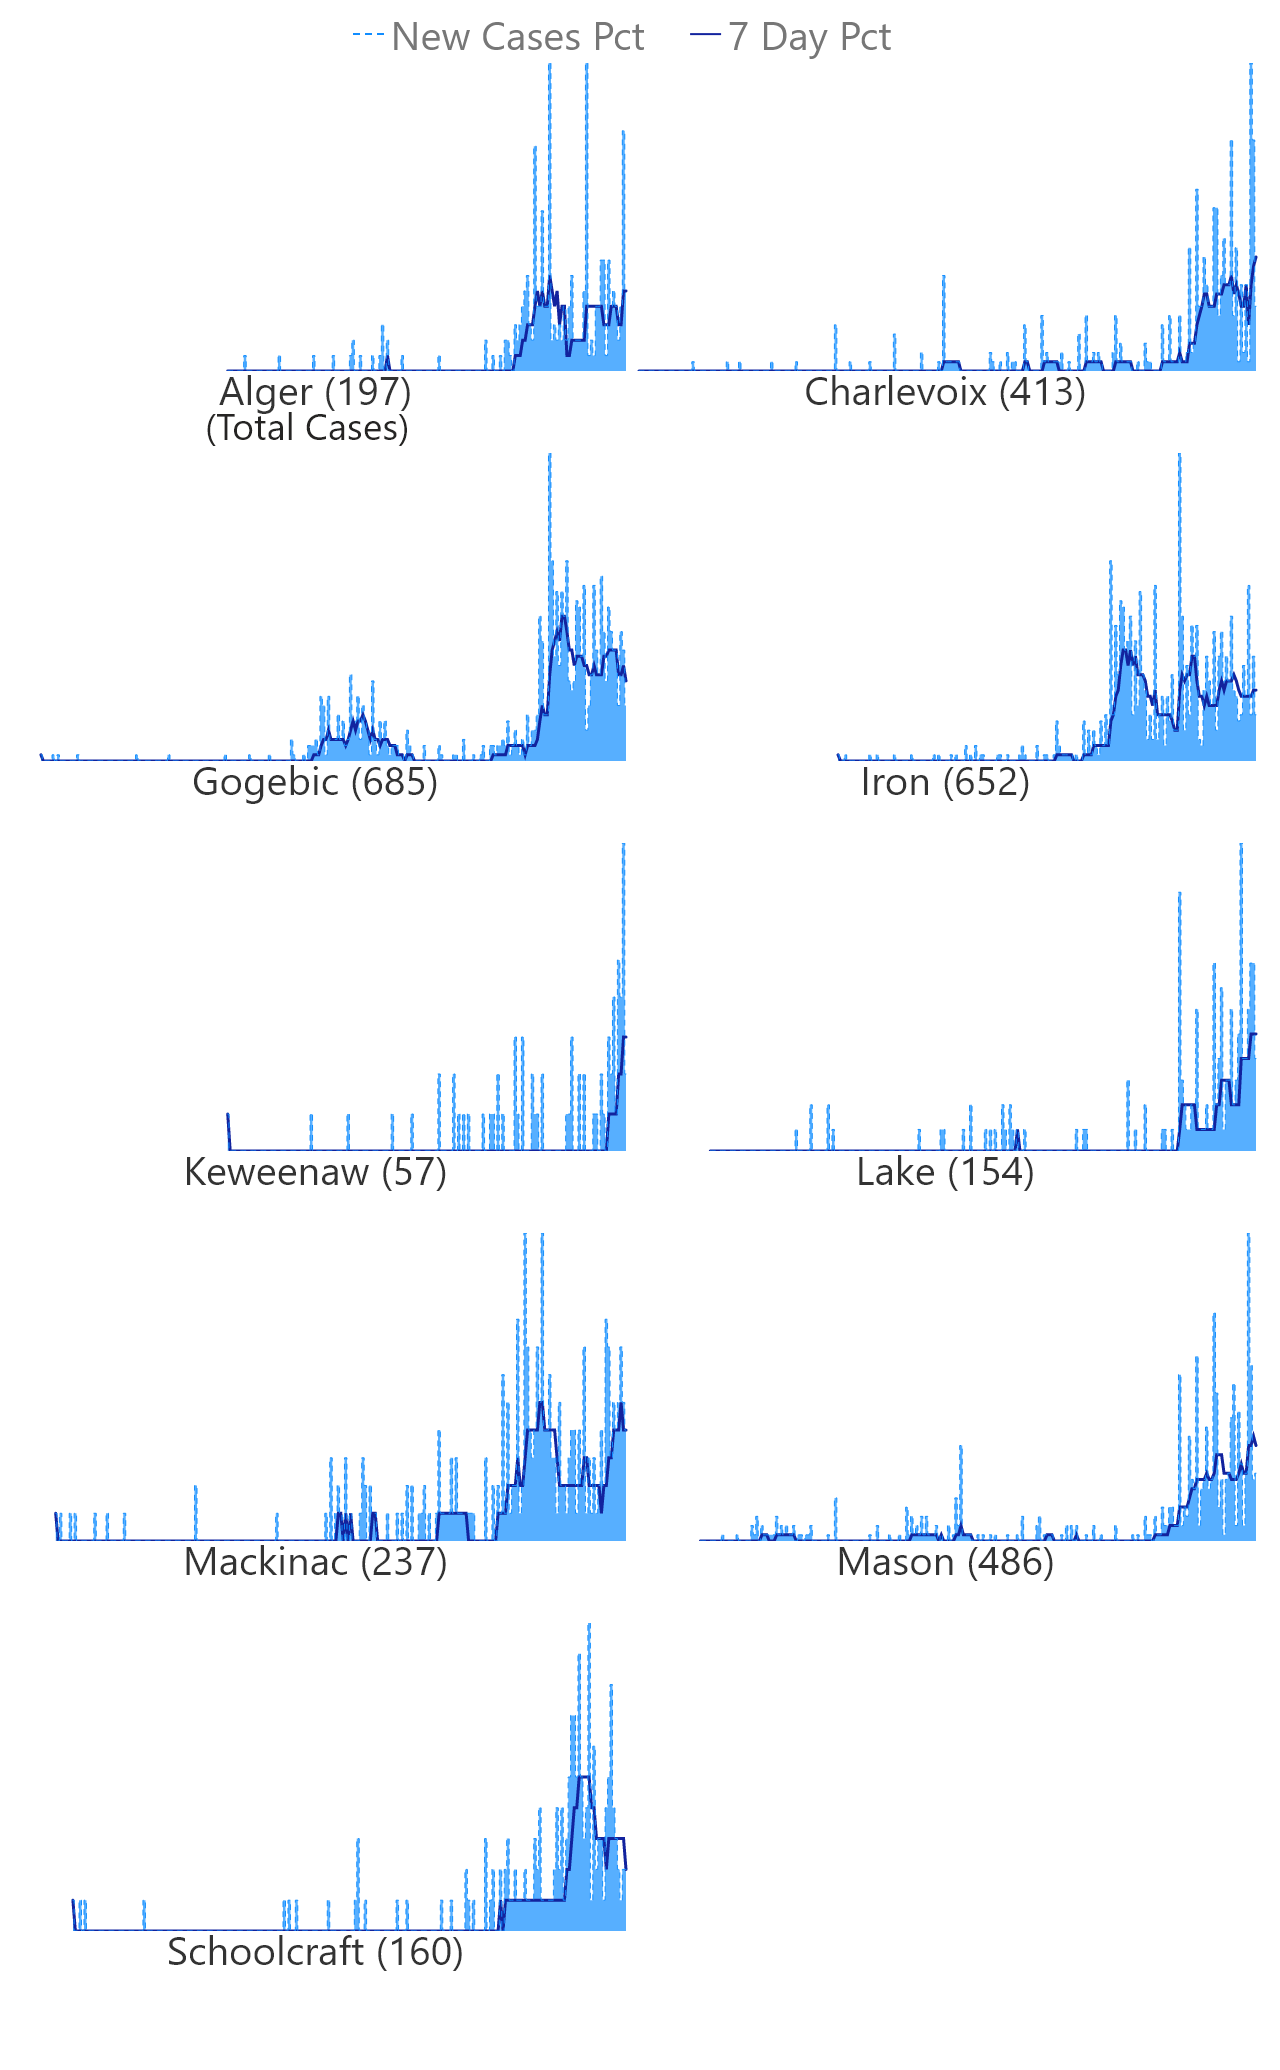 New Cases Pct 7 Day Pct
Alger (197) Charlevoix (413)
(Total Cases)
Gogebic (685) Iron (652)
Keweenaw (57) Lake (154)
Mackinac (237) Mason (486)
Schoolcraft (160)